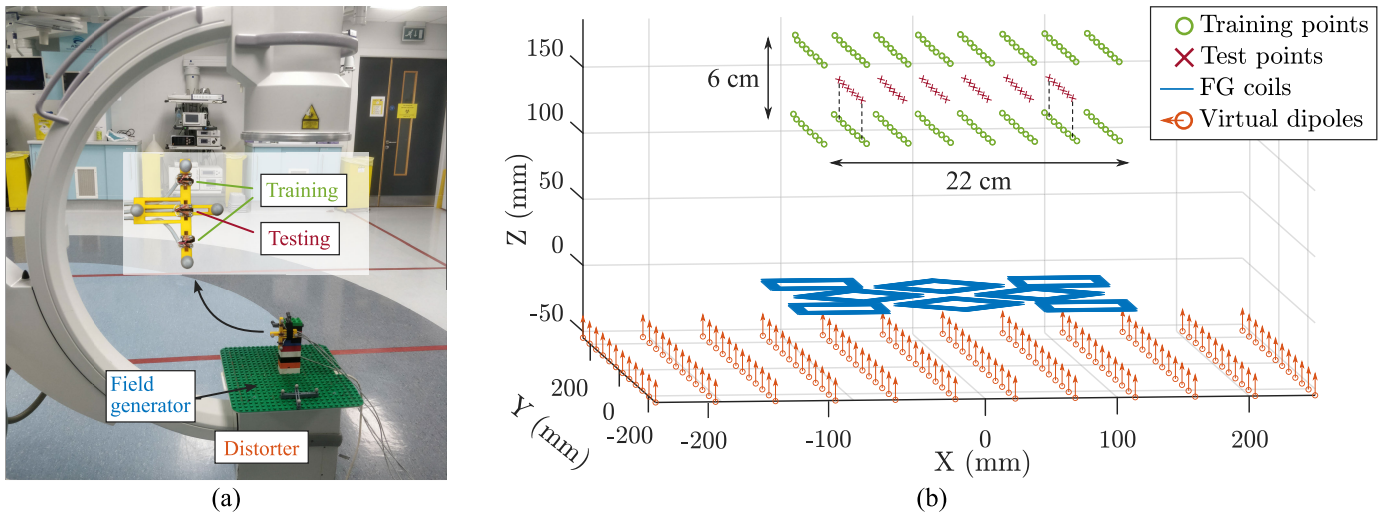 Training
Testing
Field
generator
Distorter
(a)
150
100
50
0
-50
Z (mm)
200
0
-200
Y (mm)
-200
-100
0
100
200
X (mm)
6 cm
22 cm
Training points
Test points
FG coils
Virtual dipoles
(b)